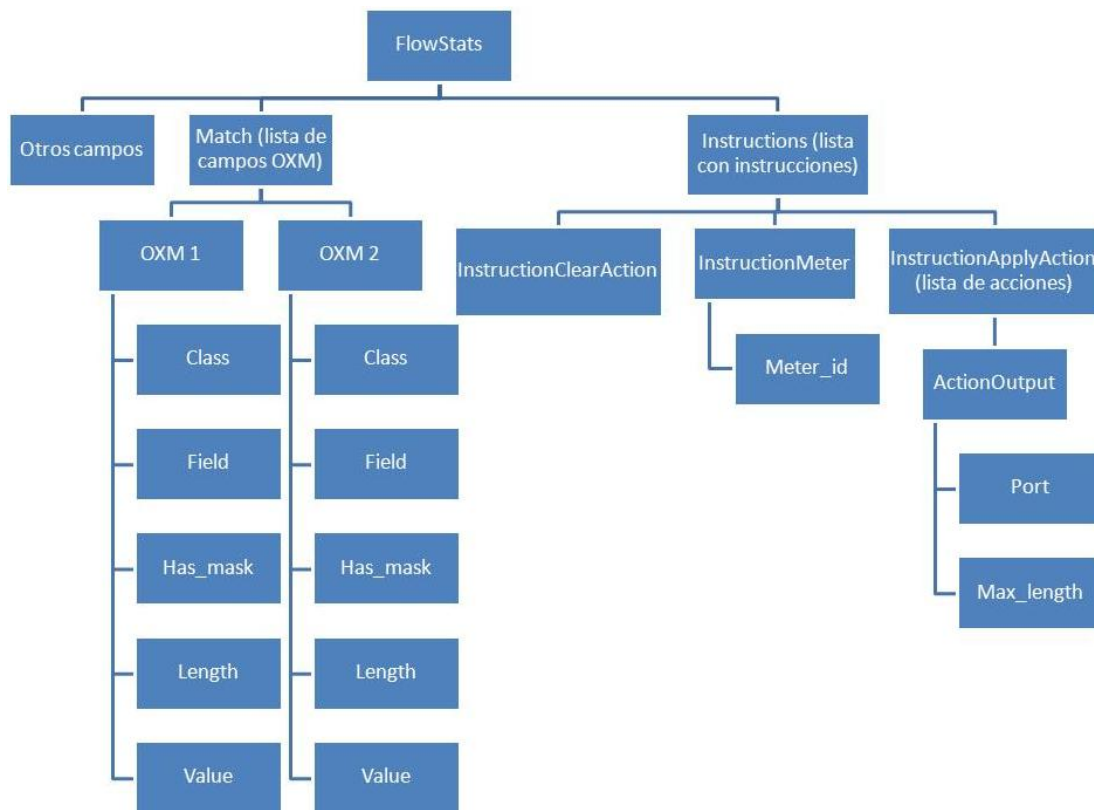 FlowStats
Otros campos
Match (lista de
campos OXM)
Instructions (lista
con instrucciones)
OXM 1
OXM 2
InstructionClearAction
InstructionMeter
InstructionApplyAction
(lista de acciones)
Class
Class
Meter_id
ActionOutput
Field
Field
Port
Has_mask
Has_mask
Max_length
Length
Length
Value
Value